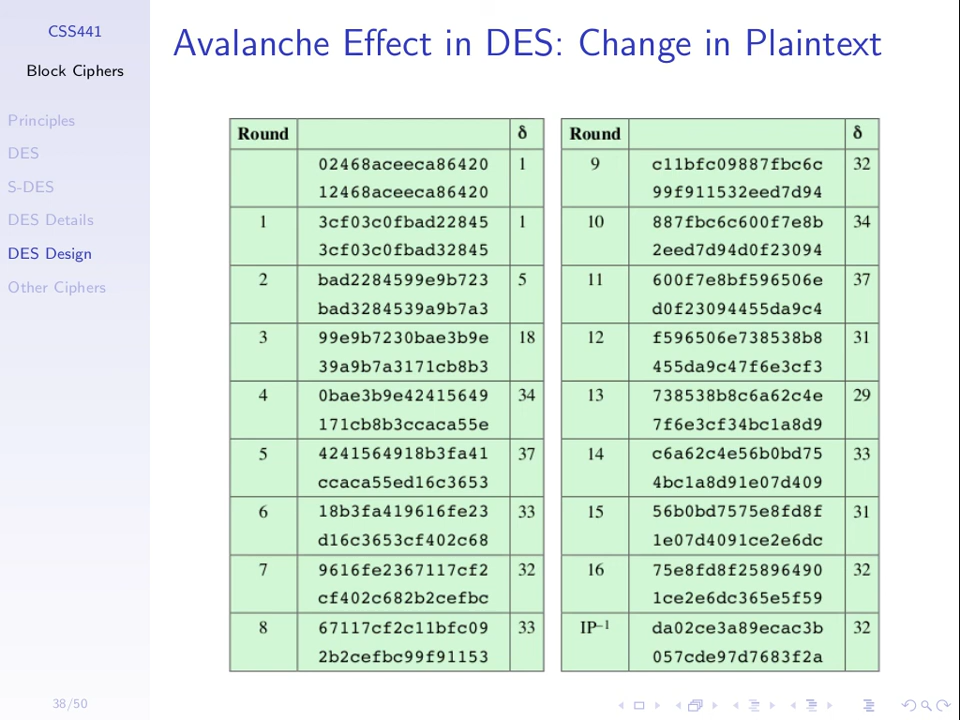 CSS441
Block Ciphers
Principles
DES
S-DES
DES Details
DES Design
Other Ciphers
38/50
Avalanche Effect in DES: Change in Plaintext
Round δ
02468aceeca86420 1
12468aceeca86420
1 3cf03c0fbad22845 1
3cf03c0fbad32845
2 bad2284599e9b723 5
bad3284539a9b7a3
3 99e9b7230bae3b9e 18
39a9b7a3171cb8b3
4 0bae3b9e42415649 34
171cb8b3ccaca55e
5 4241564918b3fa41 37
ccaca55ed16c3653
6 18b3fa419616fe23 33
d16c3653cf402c68
7 9616fe2367117cf2 32
cf402c682b2cefbc
8 67117cf2c11bfc09 33
2b2cefbc99f91153
Round δ
9 c11bfc09887fbc6c 32
99f911532eed7d94
10 887fbc6c600f7e8b 34
2eed7d94d0f23094
11 600f7e8bf596506e 37
d0f23094455da9c4
12 f596506e738538b8 31
455da9c47f6e3cf3
13 738538b8c6a62c4e 29
7f6e3cf34bc1a8d9
14 c6a62c4e56b0bd75 33
4bc1a8d91e07d409
15 56b0bd7575e8fd8f 31
1e07d4091ce2e6dc
16 75e8fd8f25896490 32
1ce2e6dc365e5f59
IP⁻¹ da02ce3a89ecac3b 32
057cde97d7683f2a